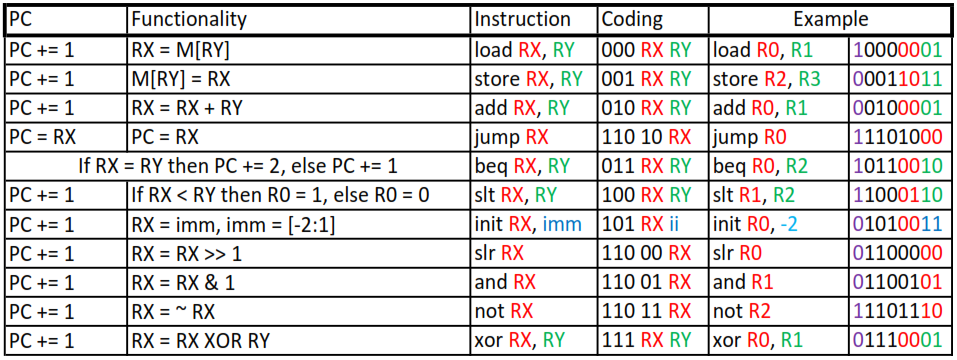 PC Functionality Instruction Coding Example
PC += 1 RX = M[RY] load RX, RY 000 RX RY load R0, R1 10000001
PC += 1 M[RY] = RX store RX, RY 001 RX RY store R2, R3 00011011
PC += 1 RX = RX + RY add RX, RY 010 RX RY add R0, R1 00100001
PC = RX PC = RX jump RX 110 10 RX jump R0 11101000
If RX = RY then PC += 2, else PC += 1 beq RX, RY 011 RX RY beq R0, R2 10110010
PC += 1 If RX < RY then R0 = 1, else R0 = 0 slt RX, RY 100 RX RY slt R1, R2 11000110
PC += 1 RX = imm, imm = [-2:1] init RX, imm 101 RX ii init R0, -2 01010011
PC += 1 RX = RX >> 1 slr RX 110 00 RX slr R0 01100000
PC += 1 RX = RX & 1 and RX 110 01 RX and R1 01100101
PC += 1 RX = ~ RX not RX 110 11 RX not R2 11101110
PC += 1 RX = RX XOR RY xor RX, RY 111 RX RY xor R0, R1 01110001